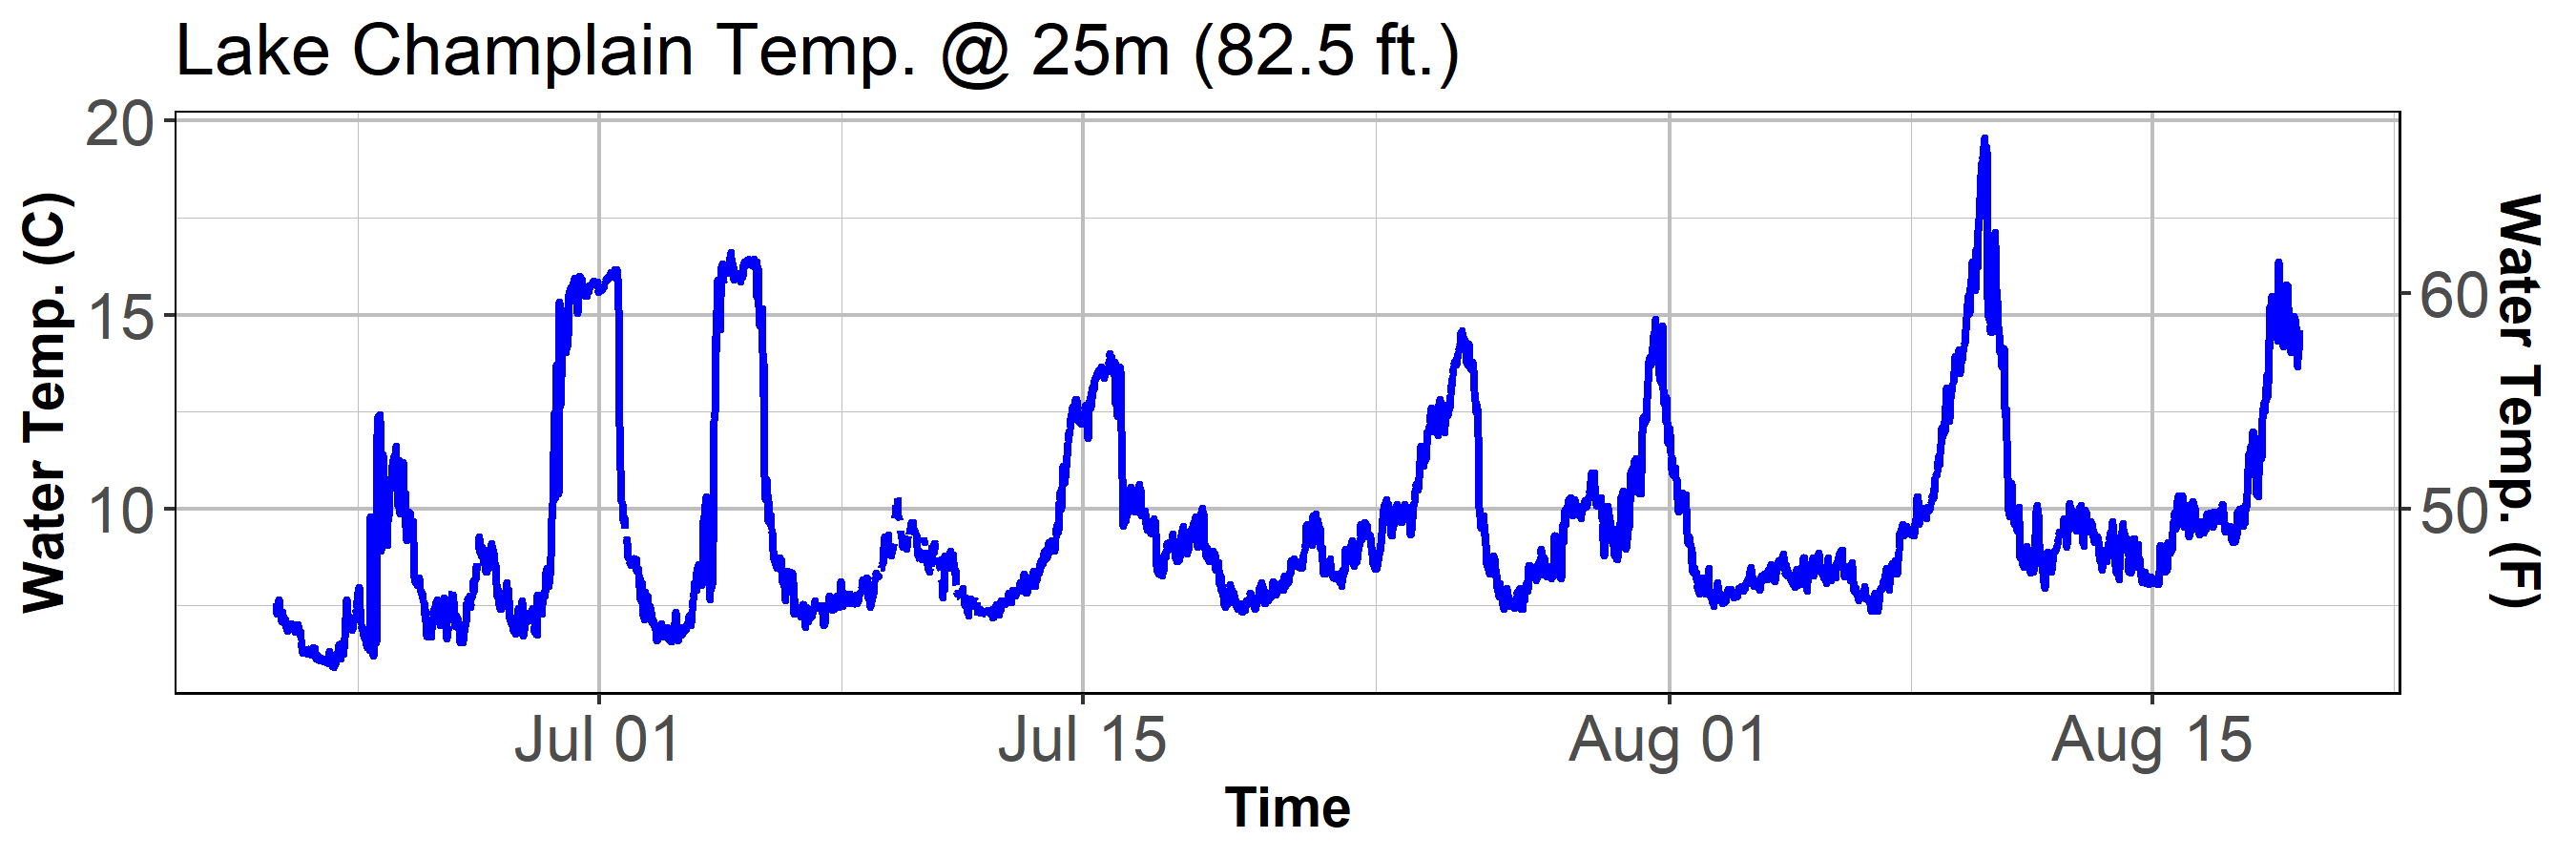 Lake Champlain Temp. @ 25m (82.5 ft.)
20
15
10
Water Temp. (C)
60
50
Water Temp. (F)
Jul 01
Jul 15
Aug 01
Aug 15
Time